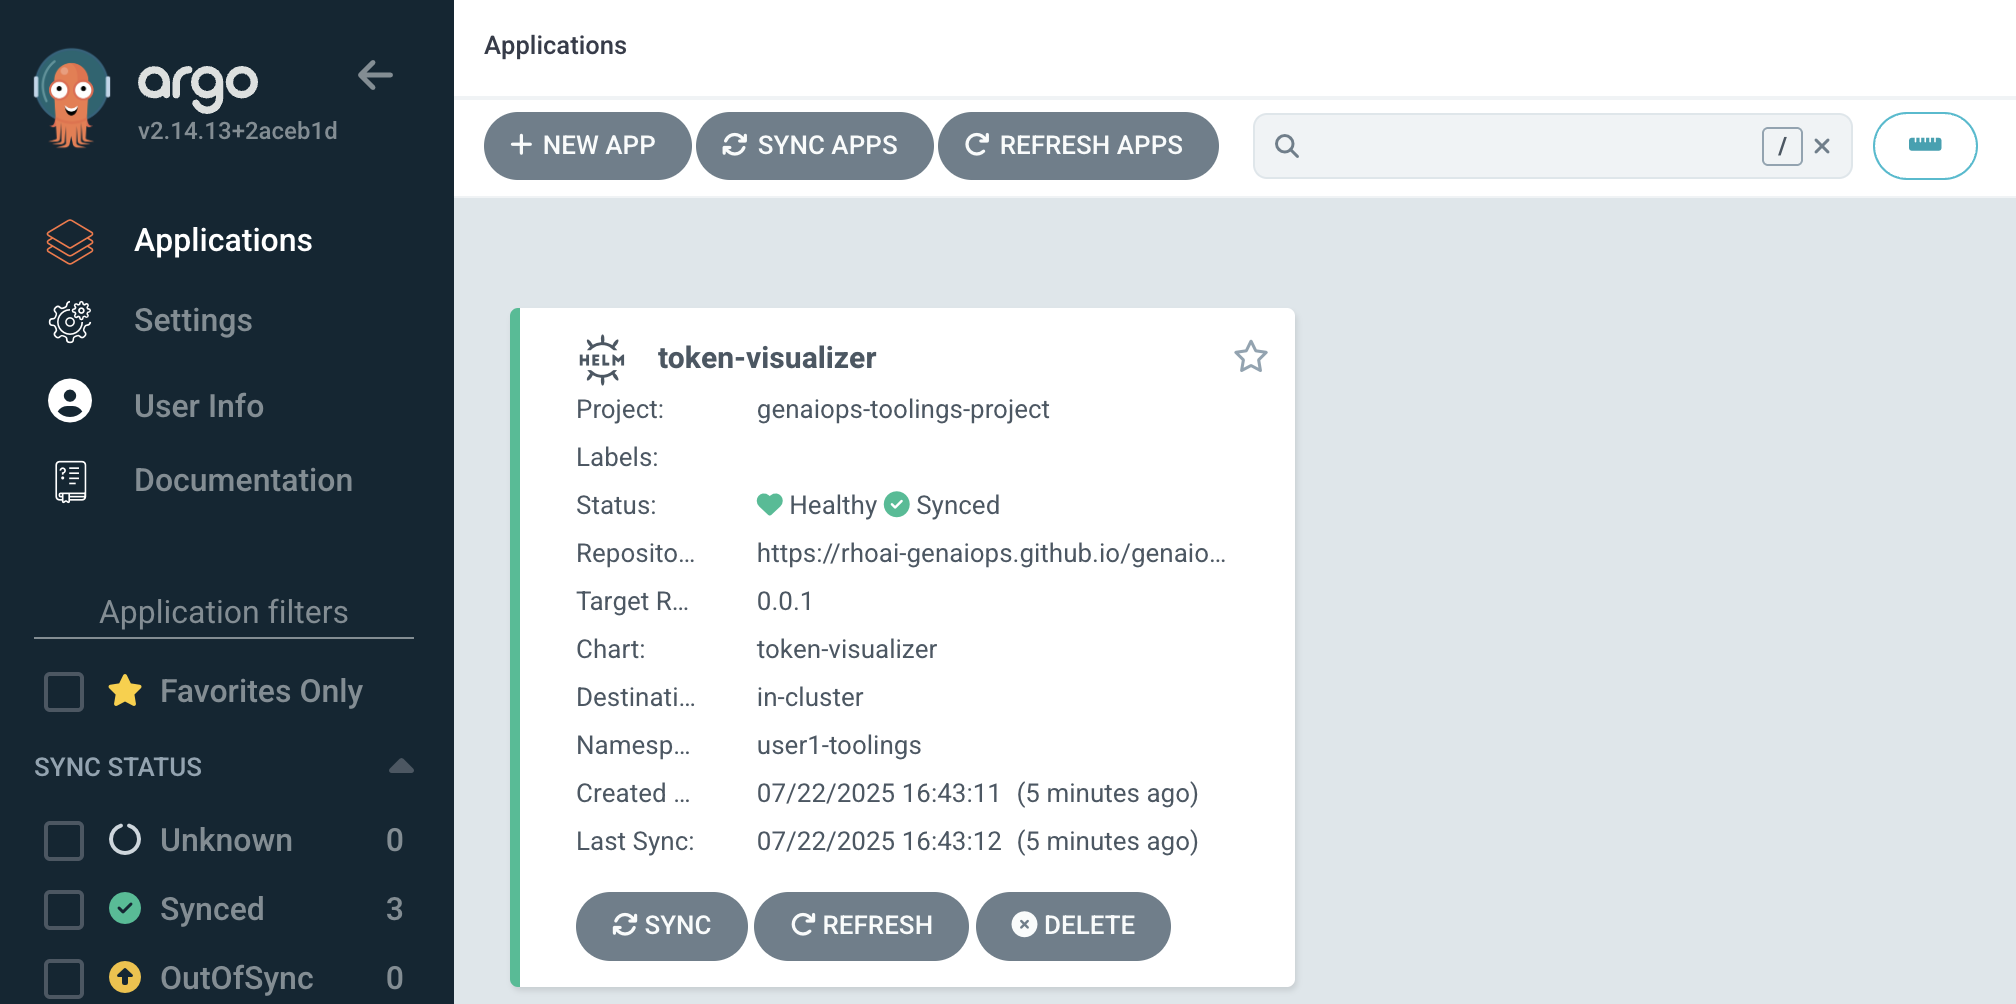 argo
v2.14.13+2aceb1d
Applications
Settings
User Info
Documentation
Application filters
Favorites Only
SYNC STATUS
Unknown 0
Synced 3
OutOfSync 0
Applications
NEW APP SYNC APPS REFRESH APPS /
HELM token-visualizer
Project: genaiops-toolings-project
Labels:
Status: Healthy Synced
Reposito... https://rhoai-genaiops.github.io/genaio...
Target R... 0.0.1
Chart: token-visualizer
Destinati... in-cluster
Namesp... user1-toolings
Created ... 07/22/2025 16:43:11 (5 minutes ago)
Last Sync: 07/22/2025 16:43:12 (5 minutes ago)
SYNC REFRESH DELETE